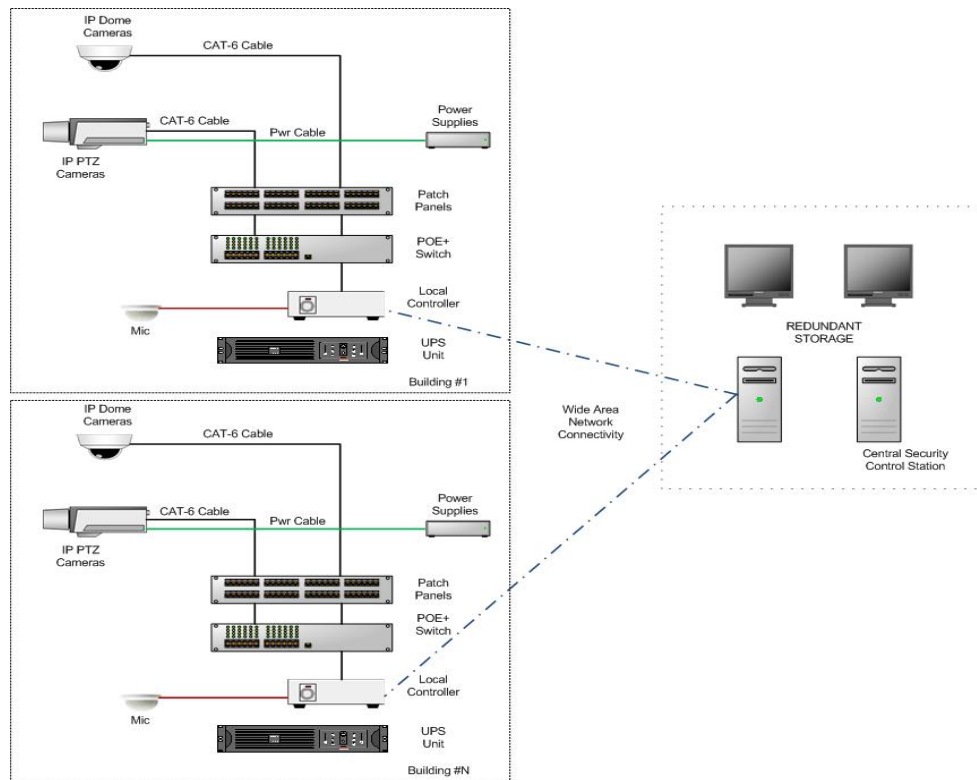 IP Dome
Cameras
CAT-6 Cable
CAT-6 Cable
Pwr Cable
Power
Supplies
IP PTZ
Cameras
Patch
Panels
POE+
Switch
Local
Controller
Mic
UPS
Unit
Building #1
IP Dome
Cameras
CAT-6 Cable
CAT-6 Cable
Pwr Cable
Power
Supplies
IP PTZ
Cameras
Patch
Panels
POE+
Switch
Local
Controller
Mic
UPS
Unit
Building #N
Wide Area
Network
Connectivity
REDUNDANT
STORAGE
Central Security
Control Station